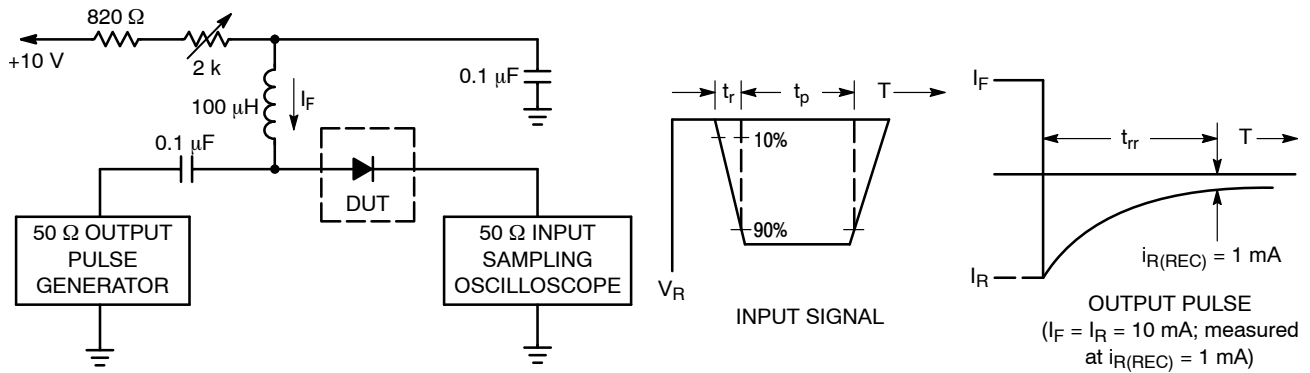 820 Ω
+10 V
2 k
100 μH
I_F
0.1 μF
0.1 μF
DUT
50 Ω OUTPUT
PULSE
GENERATOR
50 Ω INPUT
SAMPLING
OSCILLOSCOPE
t_r
t_p
T
10%
90%
V_R
INPUT SIGNAL
I_F
t_rr
T
i_R(REC) = 1 mA
I_R
OUTPUT PULSE
(I_F = I_R = 10 mA; measured
at i_R(REC) = 1 mA)